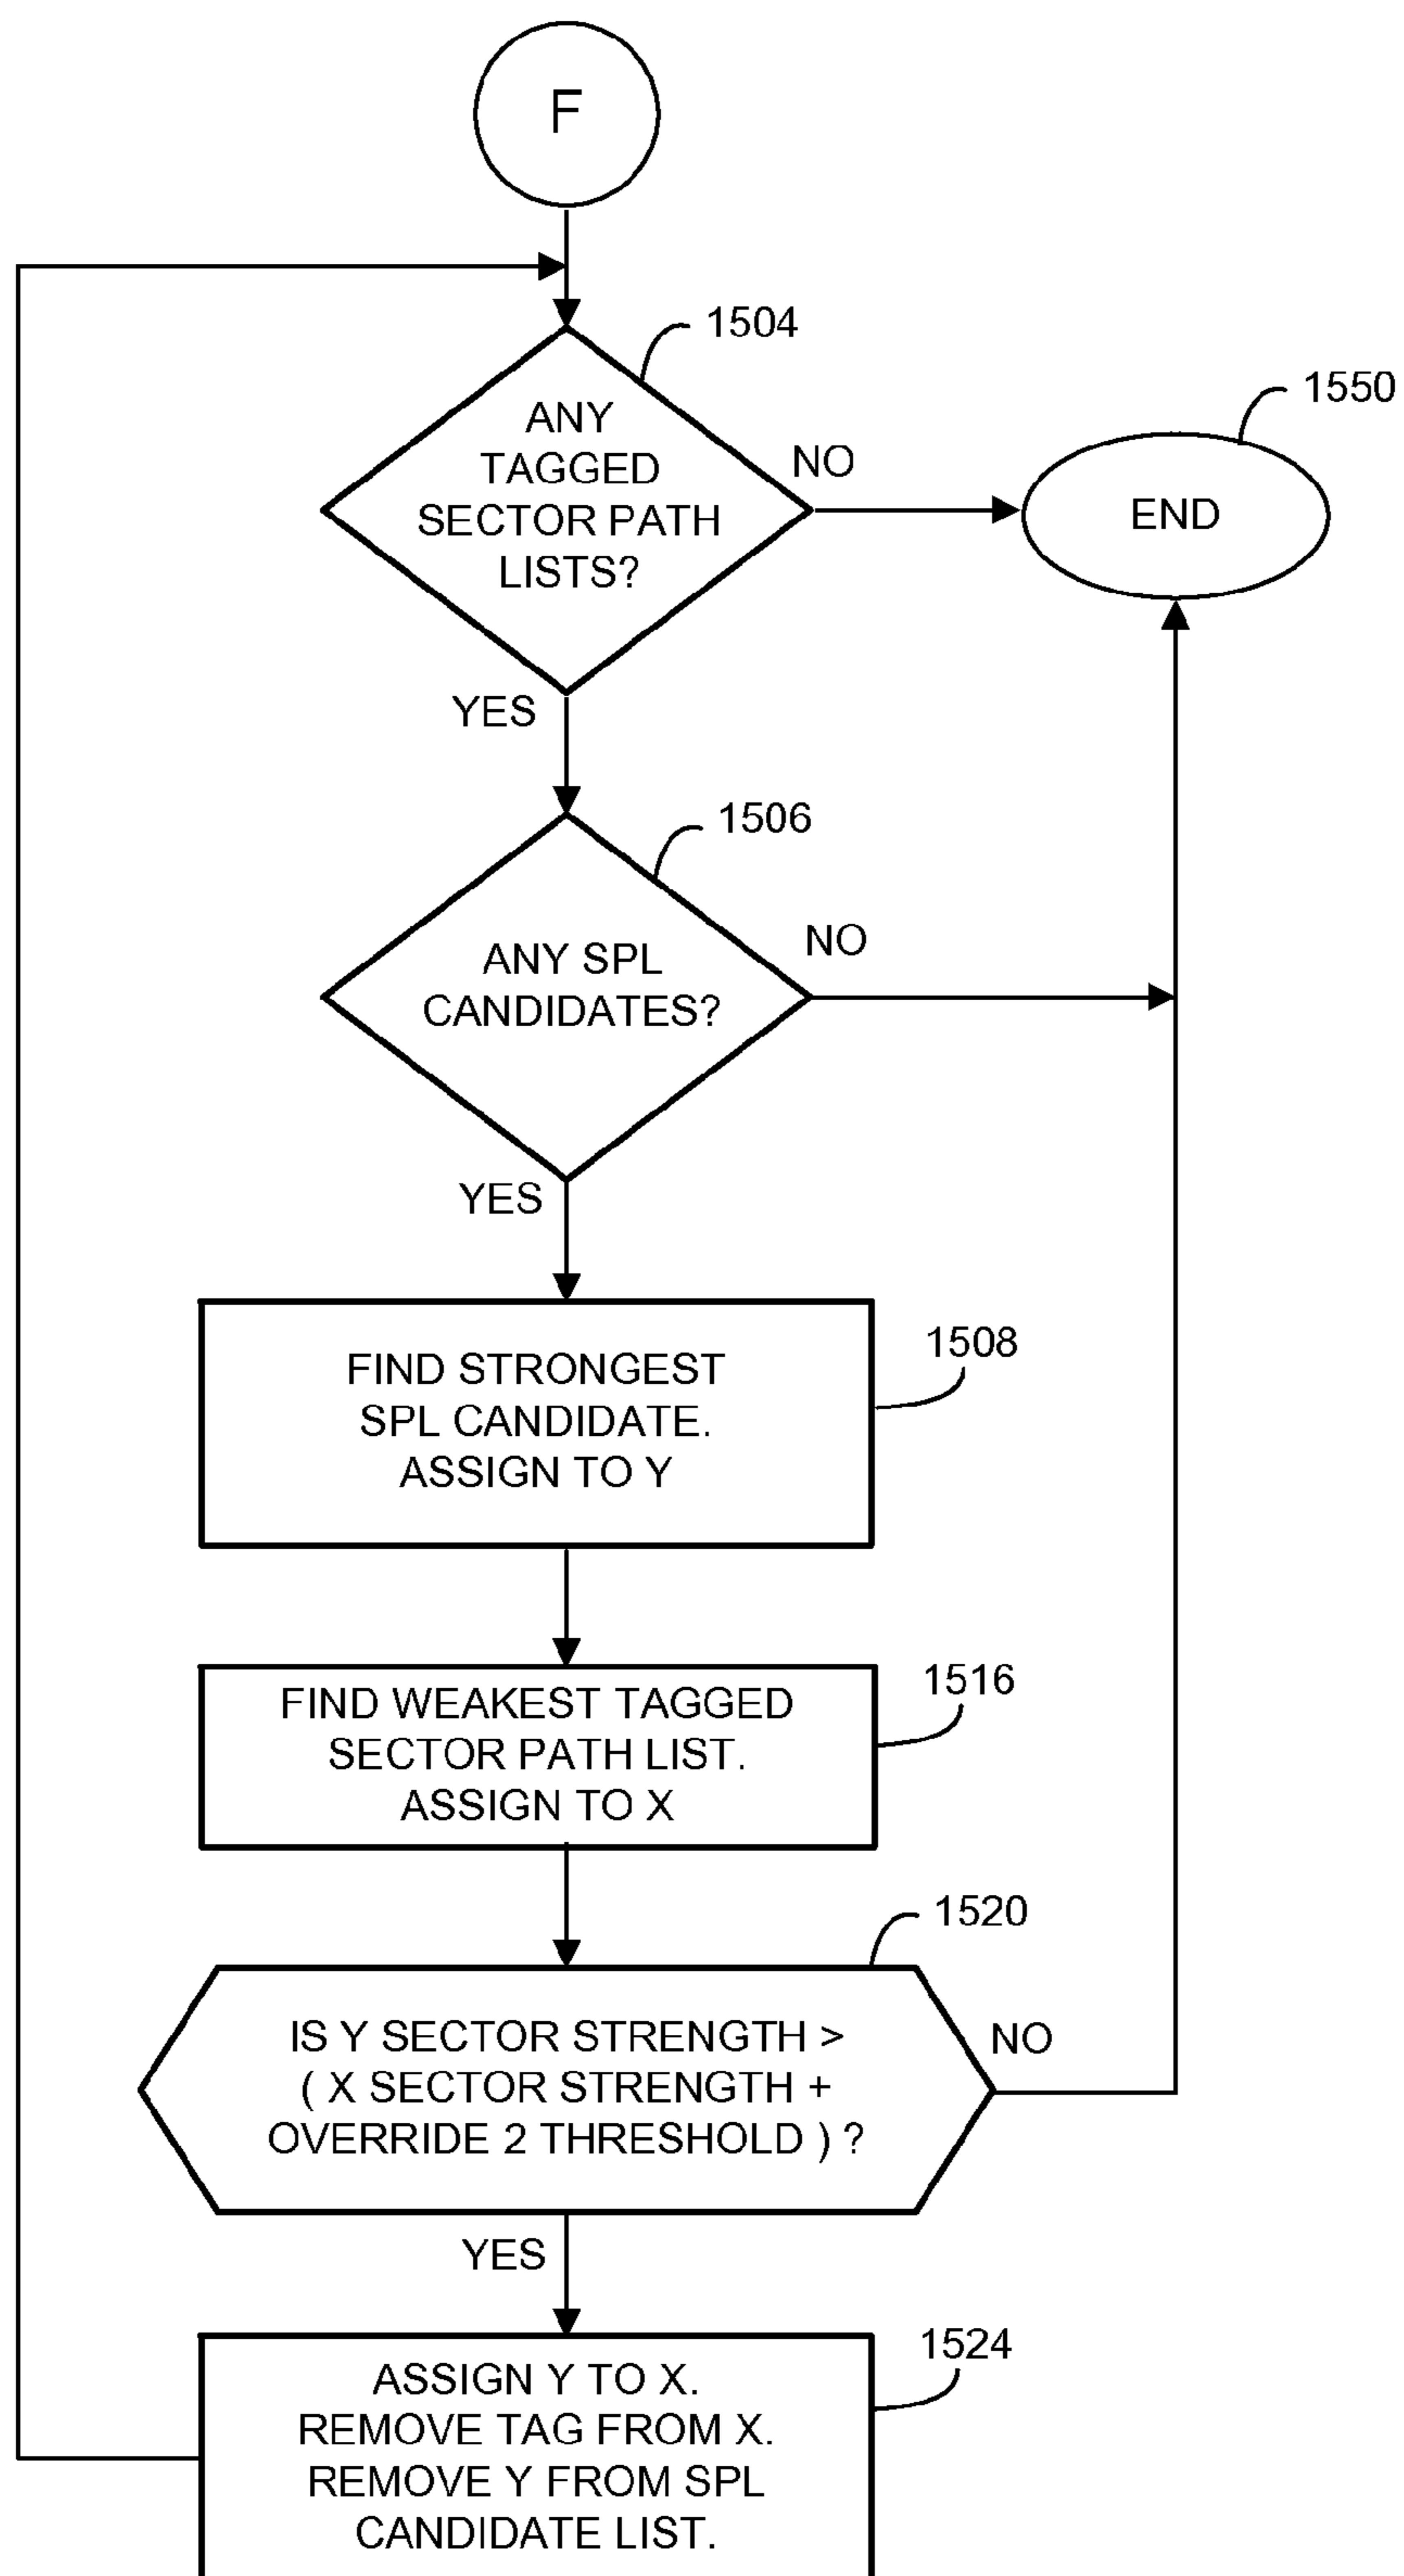 F
1504
ANY
TAGGED
SECTOR PATH
LISTS?
NO
1550
END
YES
1506
ANY SPL
CANDIDATES?
NO
YES
1508
FIND STRONGEST
SPL CANDIDATE.
ASSIGN TO Y
1516
FIND WEAKEST TAGGED
SECTOR PATH LIST.
ASSIGN TO X
1520
IS Y SECTOR STRENGTH >
( X SECTOR STRENGTH +
OVERRIDE 2 THRESHOLD ) ?
NO
YES
1524
ASSIGN Y TO X.
REMOVE TAG FROM X.
REMOVE Y FROM SPL
CANDIDATE LIST.